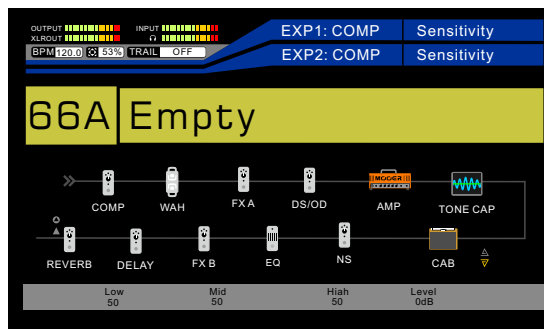 OUTPUT INPUT EXP1: COMP Sensitivity
XLROUT
BPM 120.0 53% TRAIL OFF EXP2: COMP Sensitivity
66A Empty
MOOER
COMP WAH FX A DS/OD AMP TONE CAP
REVERB DELAY FX B EQ NS CAB
Low Mid Hiah Level
50 50 50 0dB